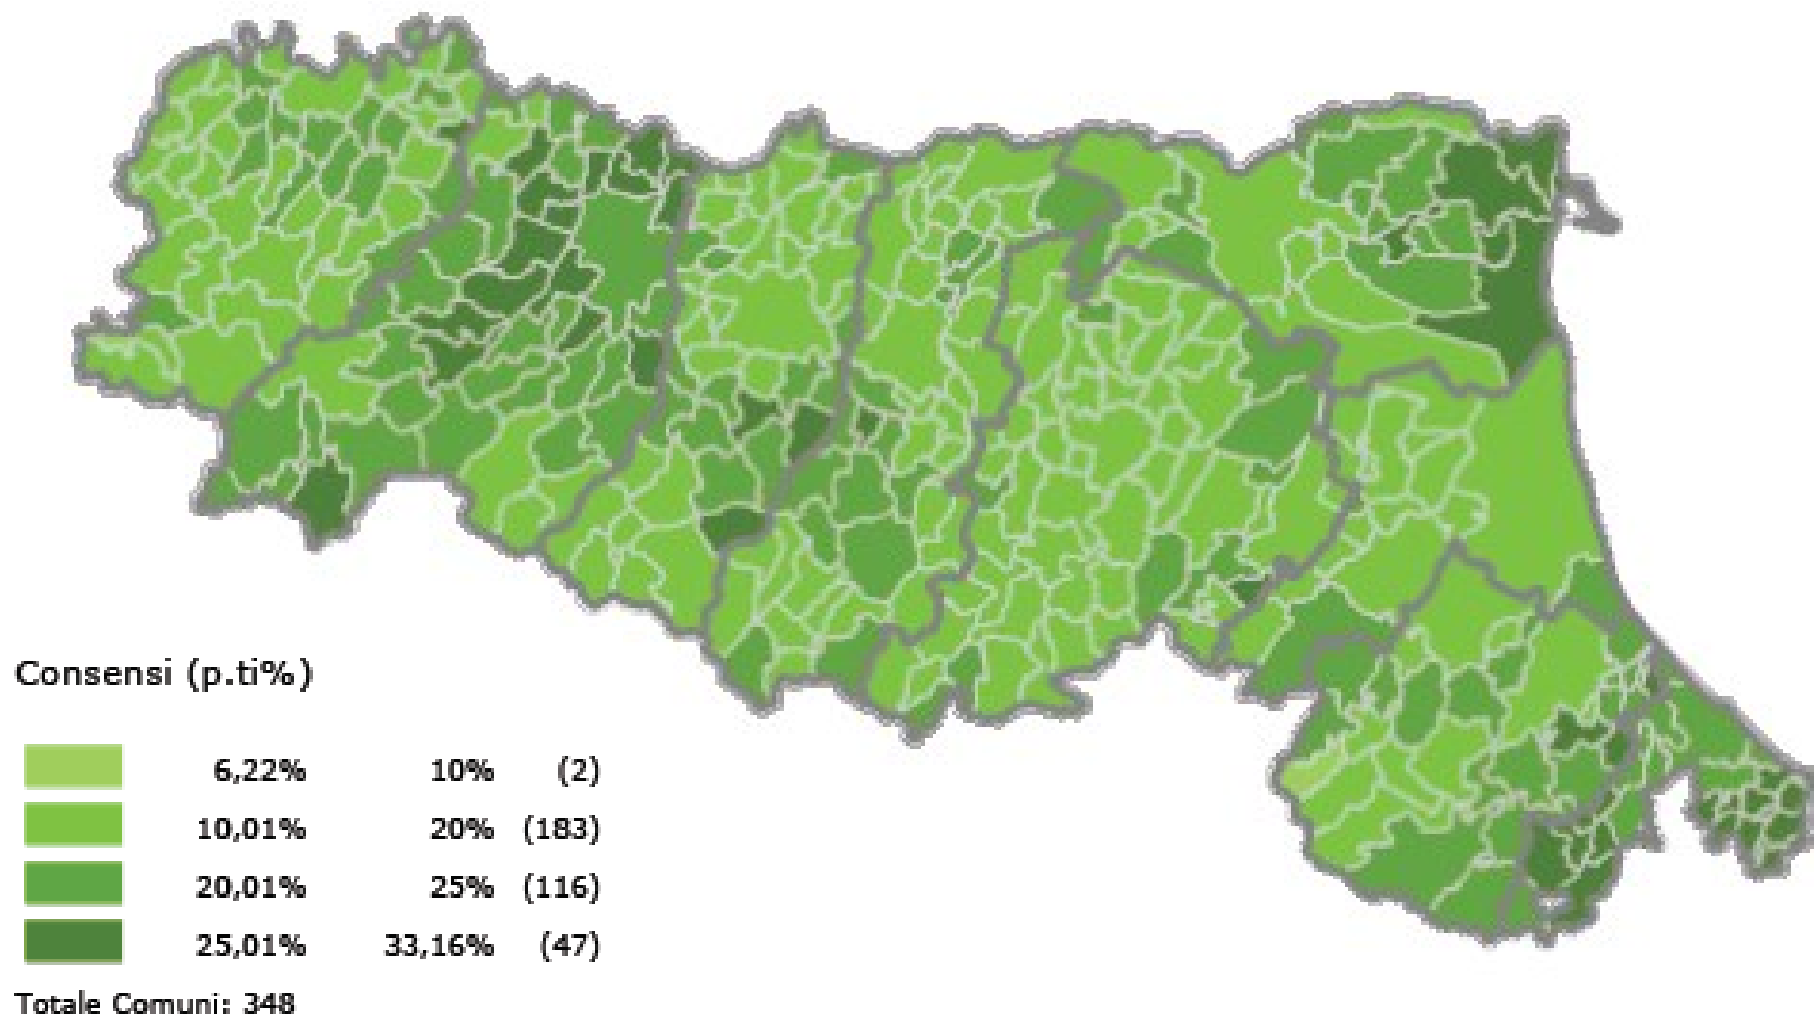 Consensi (p.ti%)
6,22% 10% (2)
10,01% 20% (183)
20,01% 25% (116)
25,01% 33,16% (47)
Totale Comuni: 348